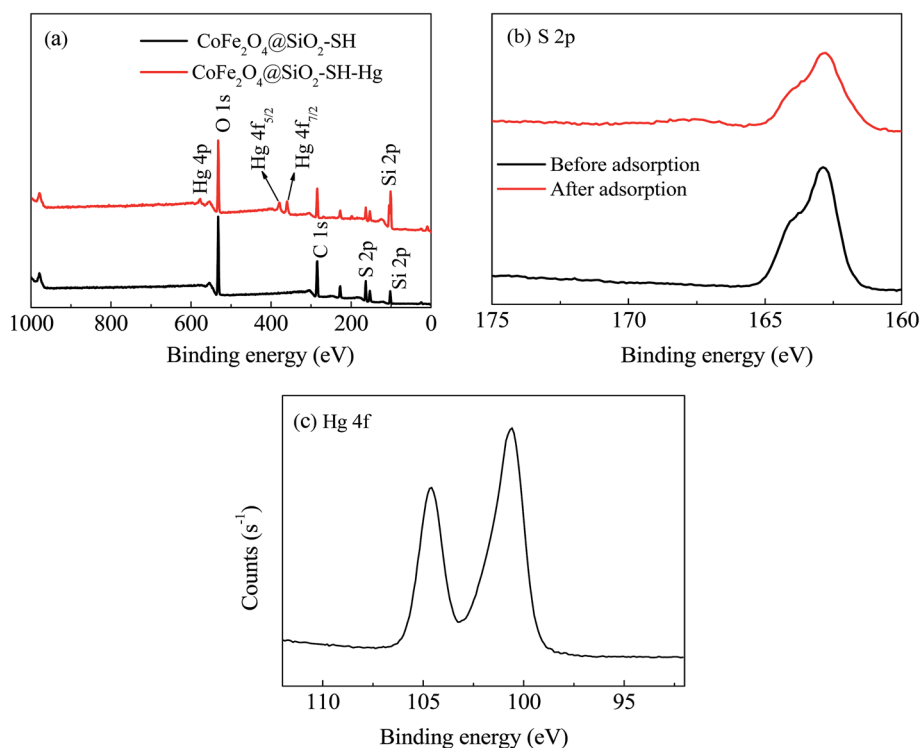 (a)
CoFe₂O₄@SiO₂-SH
CoFe₂O₄@SiO₂-SH-Hg
Hg 4p
O 1s
Hg 4f₅/₂
Hg 4f₇/₂
Si 2p
C 1s
S 2p
Si 2p
1000 800 600 400 200 0
Binding energy (eV)
(b) S 2p
Before adsorption
After adsorption
175 170 165 160
Binding energy (eV)
(c) Hg 4f
Counts (s⁻¹)
110 105 100 95
Binding energy (eV)